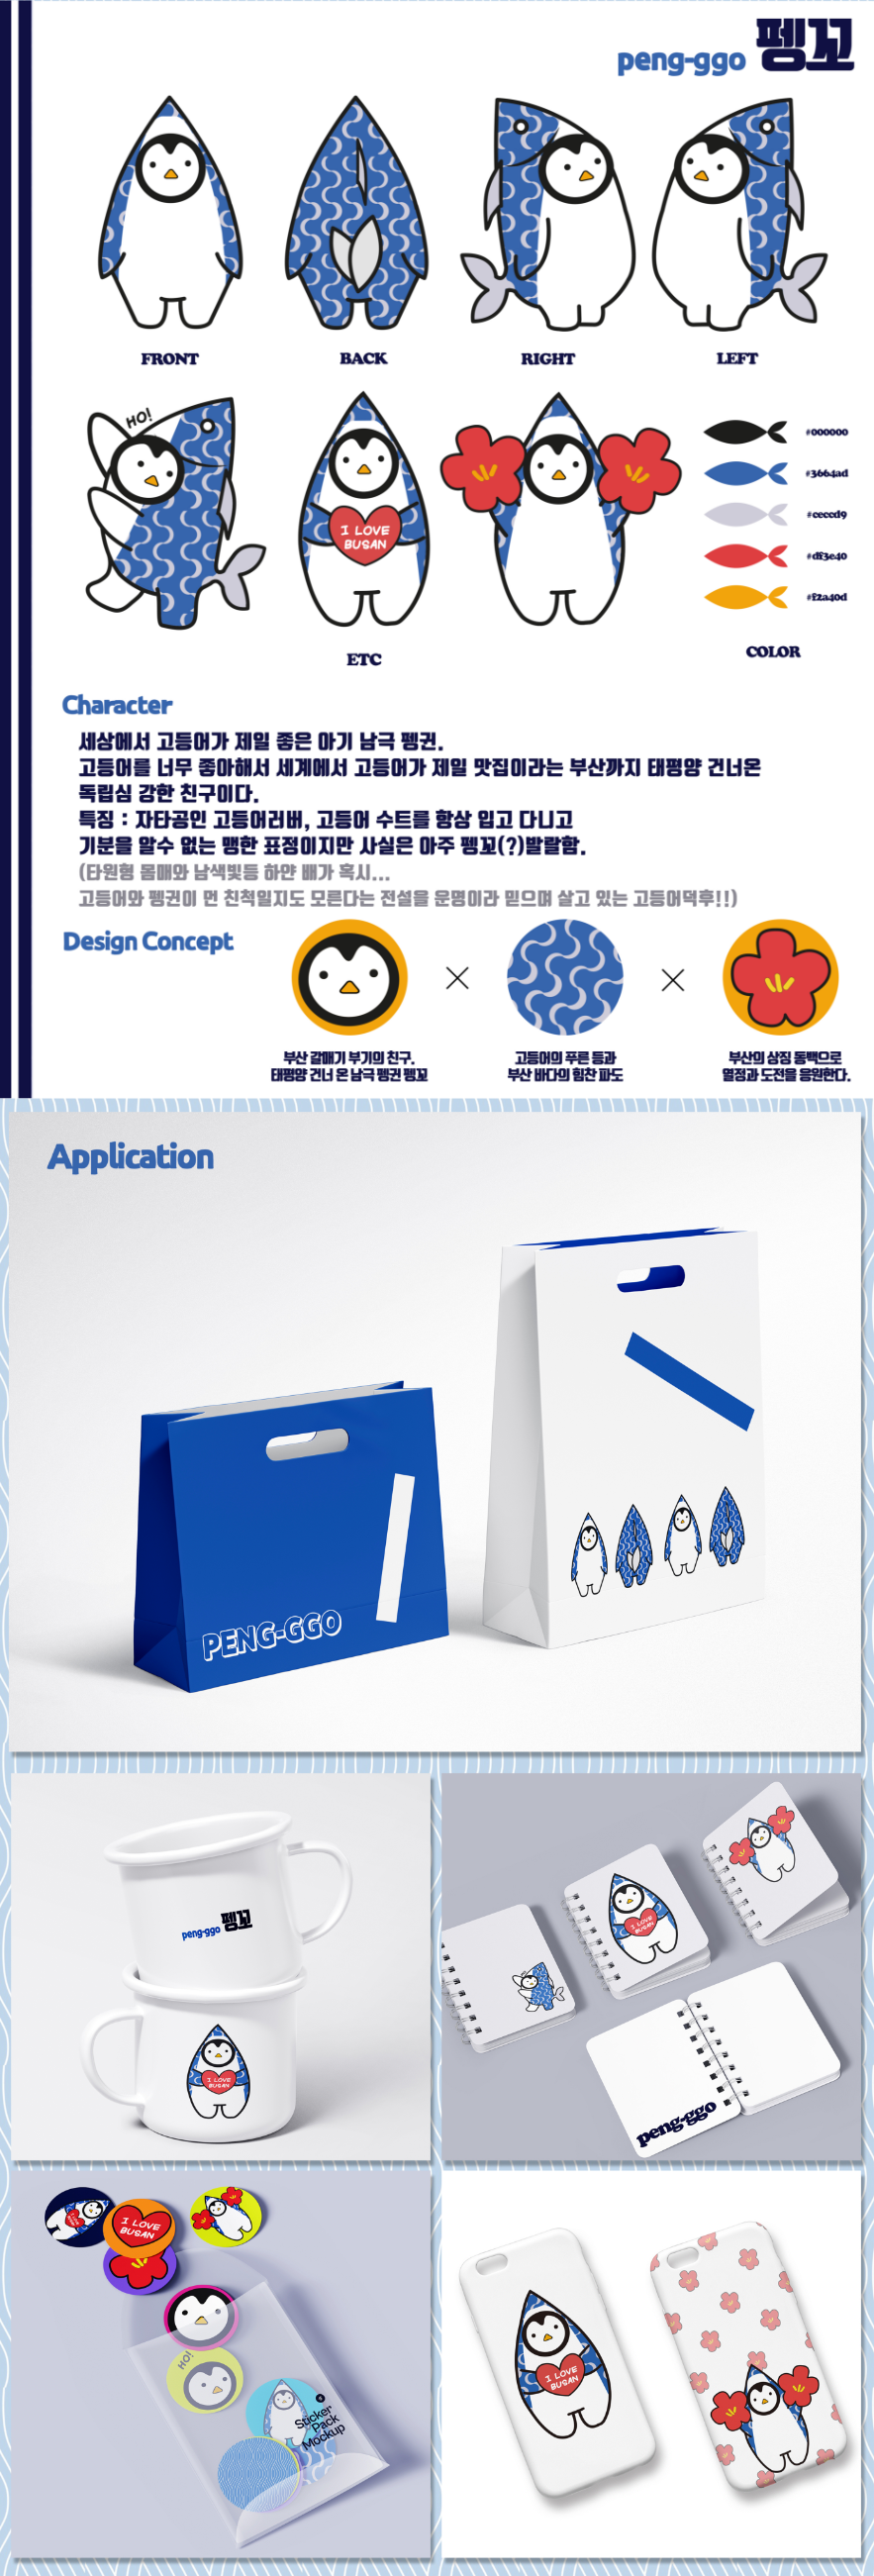 peng-ggo 펭꼬
FRONT
BACK
RIGHT
LEFT
HO!
I LOVE
BUSAN
#000000
#3664ad
#ceccd9
#df3e40
#f2a40d
ETC
COLOR
Character
세상에서 고등어가 제일 좋은 아기 남극 펭귄.
고등어를 너무 좋아해서 세계에서 고등어가 제일 맛집이라는 부산까지 태평양 건너온
독립심 강한 친구이다.
특징 : 자타공인 고등어러버, 고등어 수트를 항상 입고 다니고
기분을 알수 없는 맹한 표정이지만 사실은 아주 펭꼬(?)발랄함.
(타원형 몸매와 남색빛등 하얀 배가 혹시...
고등어와 펭귄이 먼 친척일지도 모른다는 전설을 운명이라 믿으며 살고 있는 고등어덕후!!)
Design Concept
부산 갈매기 부기의 친구.
태평양 건너 온 남극 펭귄 펭꼬
고등어의 푸른 등과
부산 바다의 힘찬 파도
부산의 상징 동백으로
열정과 도전을 응원한다.
Application
PENG-GGO
peng-ggo 펭꼬
I LOVE
BUSAN
I LOVE
BUSAN
peng-ggo
I LOVE
BUSAN
HO!
Sticker
Pack
Mockup
I LOVE
BUSAN